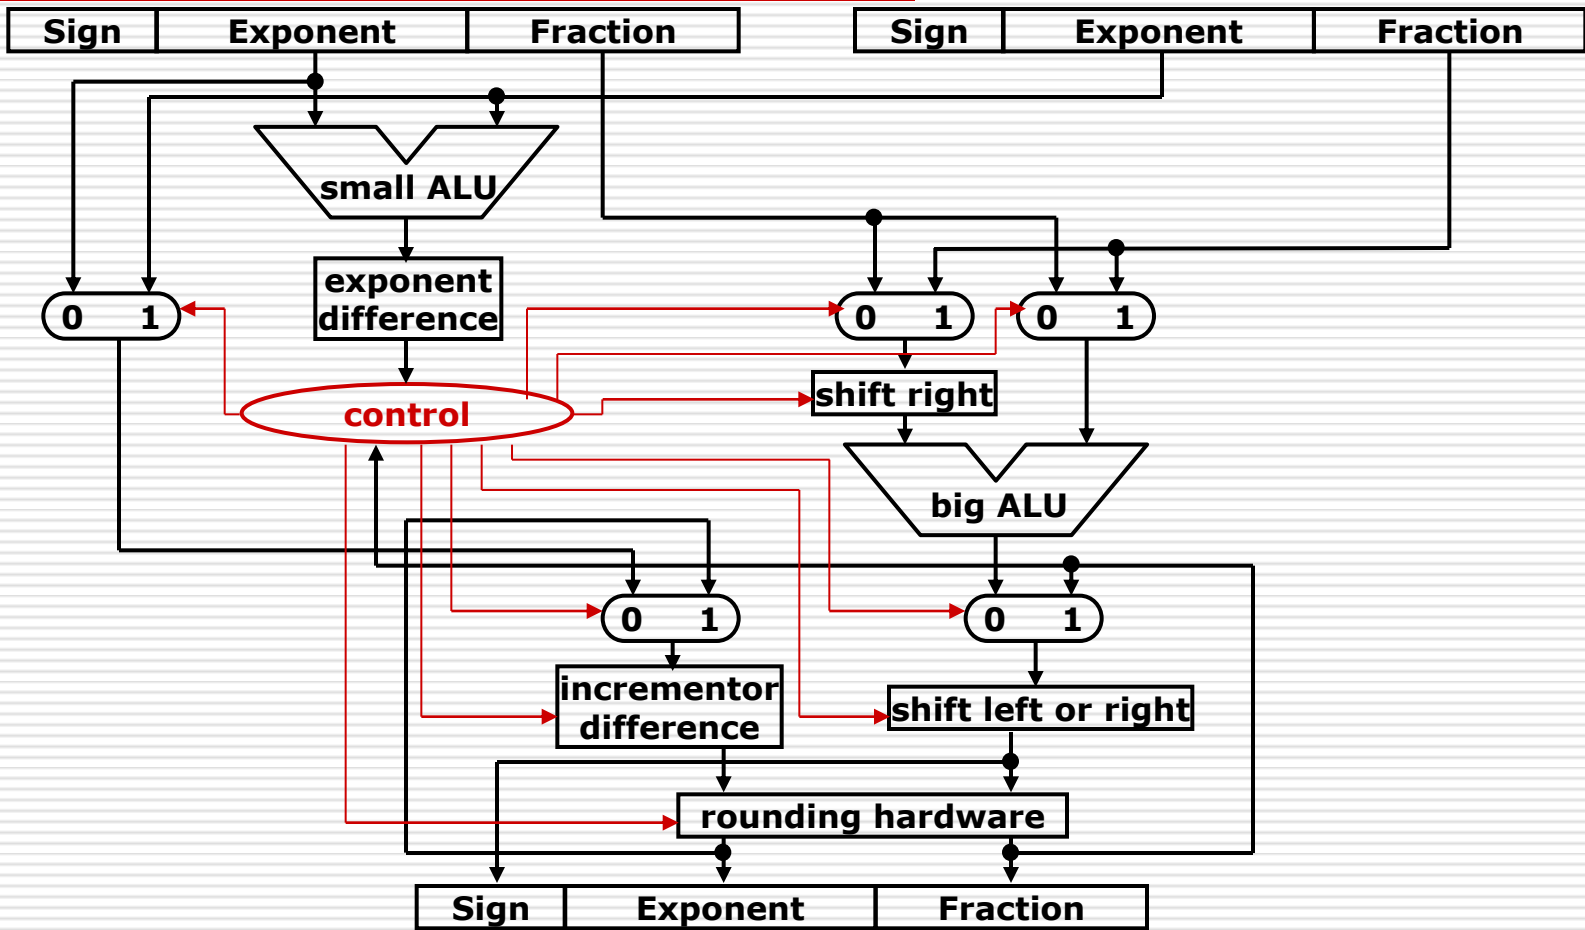 Sign Exponent Fraction Sign Exponent Fraction
small ALU
exponent
difference
0 1
0 1
0 1
control
shift right
big ALU
0 1
0 1
incrementor
difference
shift left or right
rounding hardware
Sign Exponent Fraction